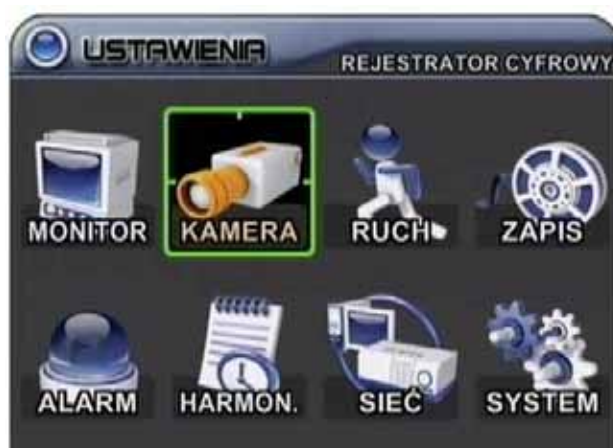 USTAWIENIA
REJESTRATOR CYFROWY
MONITOR KAMERA RUCH ZAPIS
ALARM HARMON. SIEĆ SYSTEM